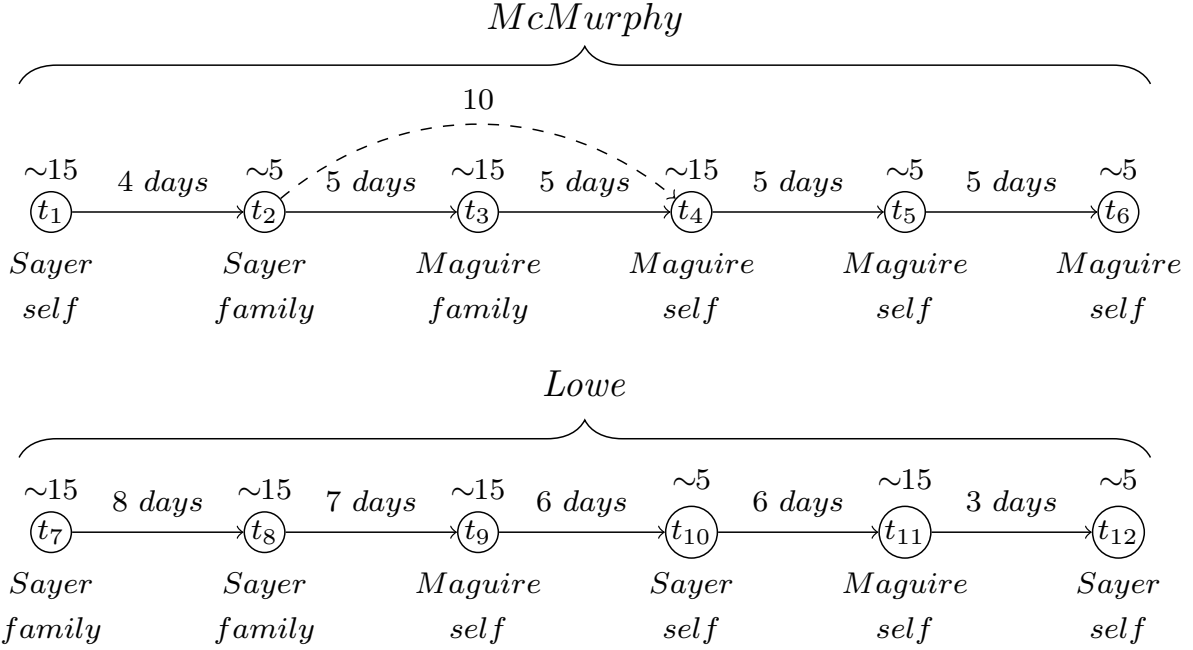 McMurphy
10
~15 4 days ~5 5 days ~15 5 days ~15 5 days ~5 5 days ~5
t1 t2 t3 t4 t5 t6
Sayer Sayer Maguire Maguire Maguire Maguire
self family family self self self
Lowe
~15 8 days ~15 7 days ~15 6 days ~5 6 days ~15 3 days ~5
t7 t8 t9 t10 t11 t12
Sayer Sayer Maguire Sayer Maguire Sayer
family family self self self self